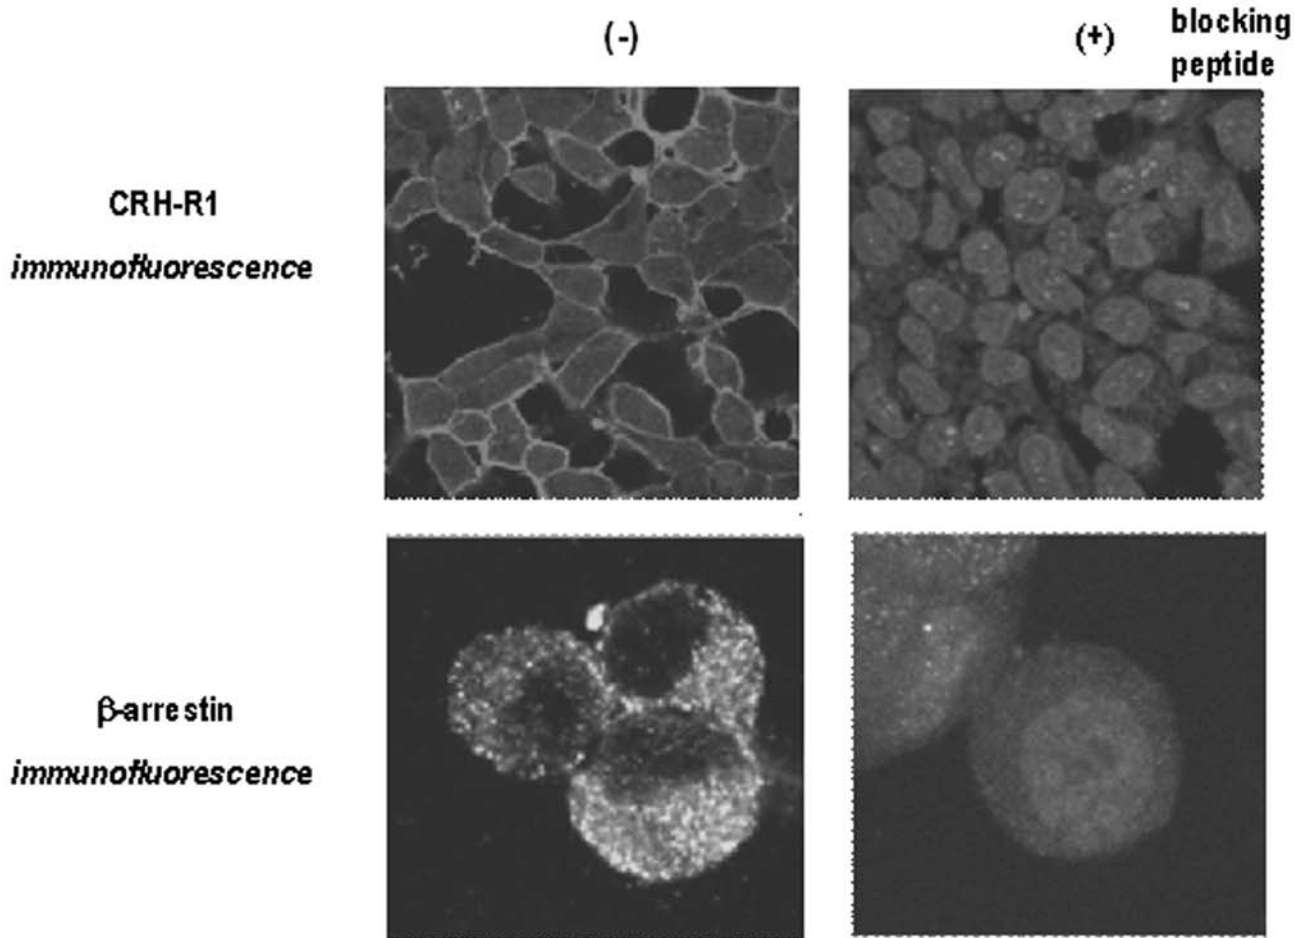 (-)
(+)
blocking
peptide
CRH-R1
immunofluorescence
β-arrestin
immunofluorescence